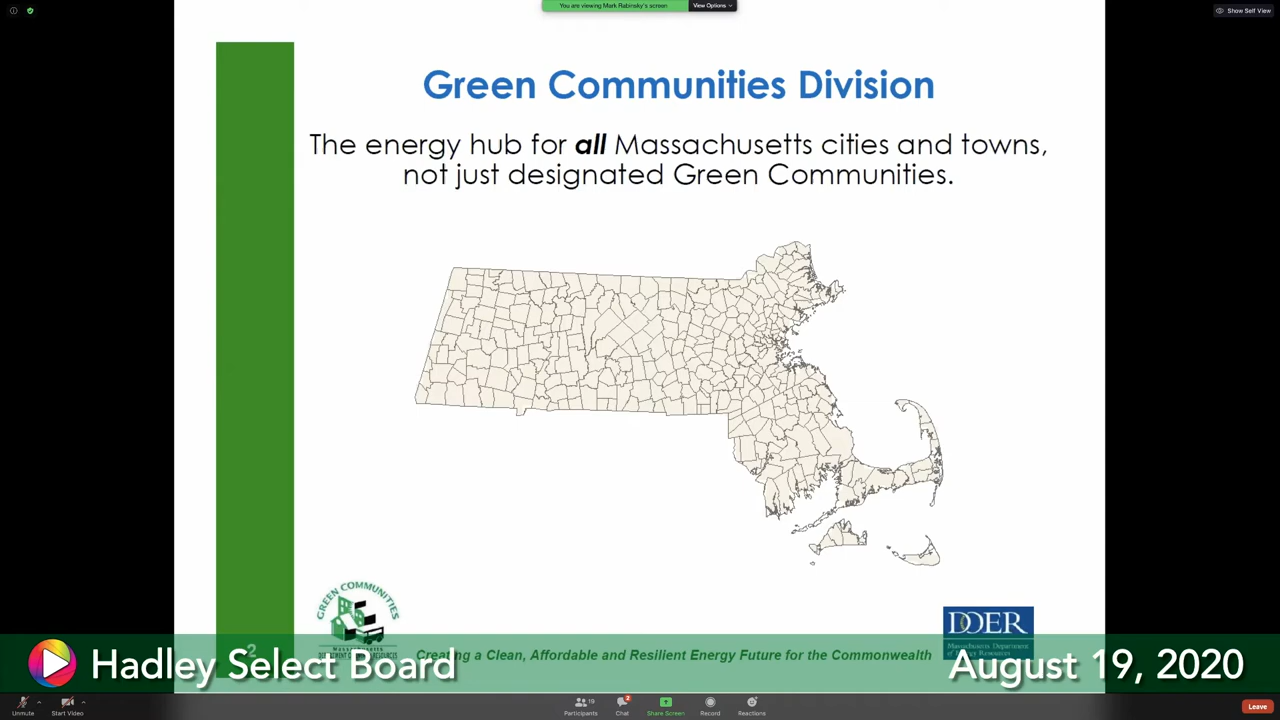 You are viewing Mark Rabinsky's screen
View Options
Show Self View
Green Communities Division
The energy hub for all Massachusetts cities and towns,
not just designated Green Communities.
GREEN COMMUNITIES
DOER
Massachusetts Department
of Energy Resources
2
Creating a Clean, Affordable and Resilient Energy Future for the Commonwealth
Hadley Select Board
August 19, 2020
Unmute
Start Video
19
Participants
2
Chat
Share Screen
Record
Reactions
Leave